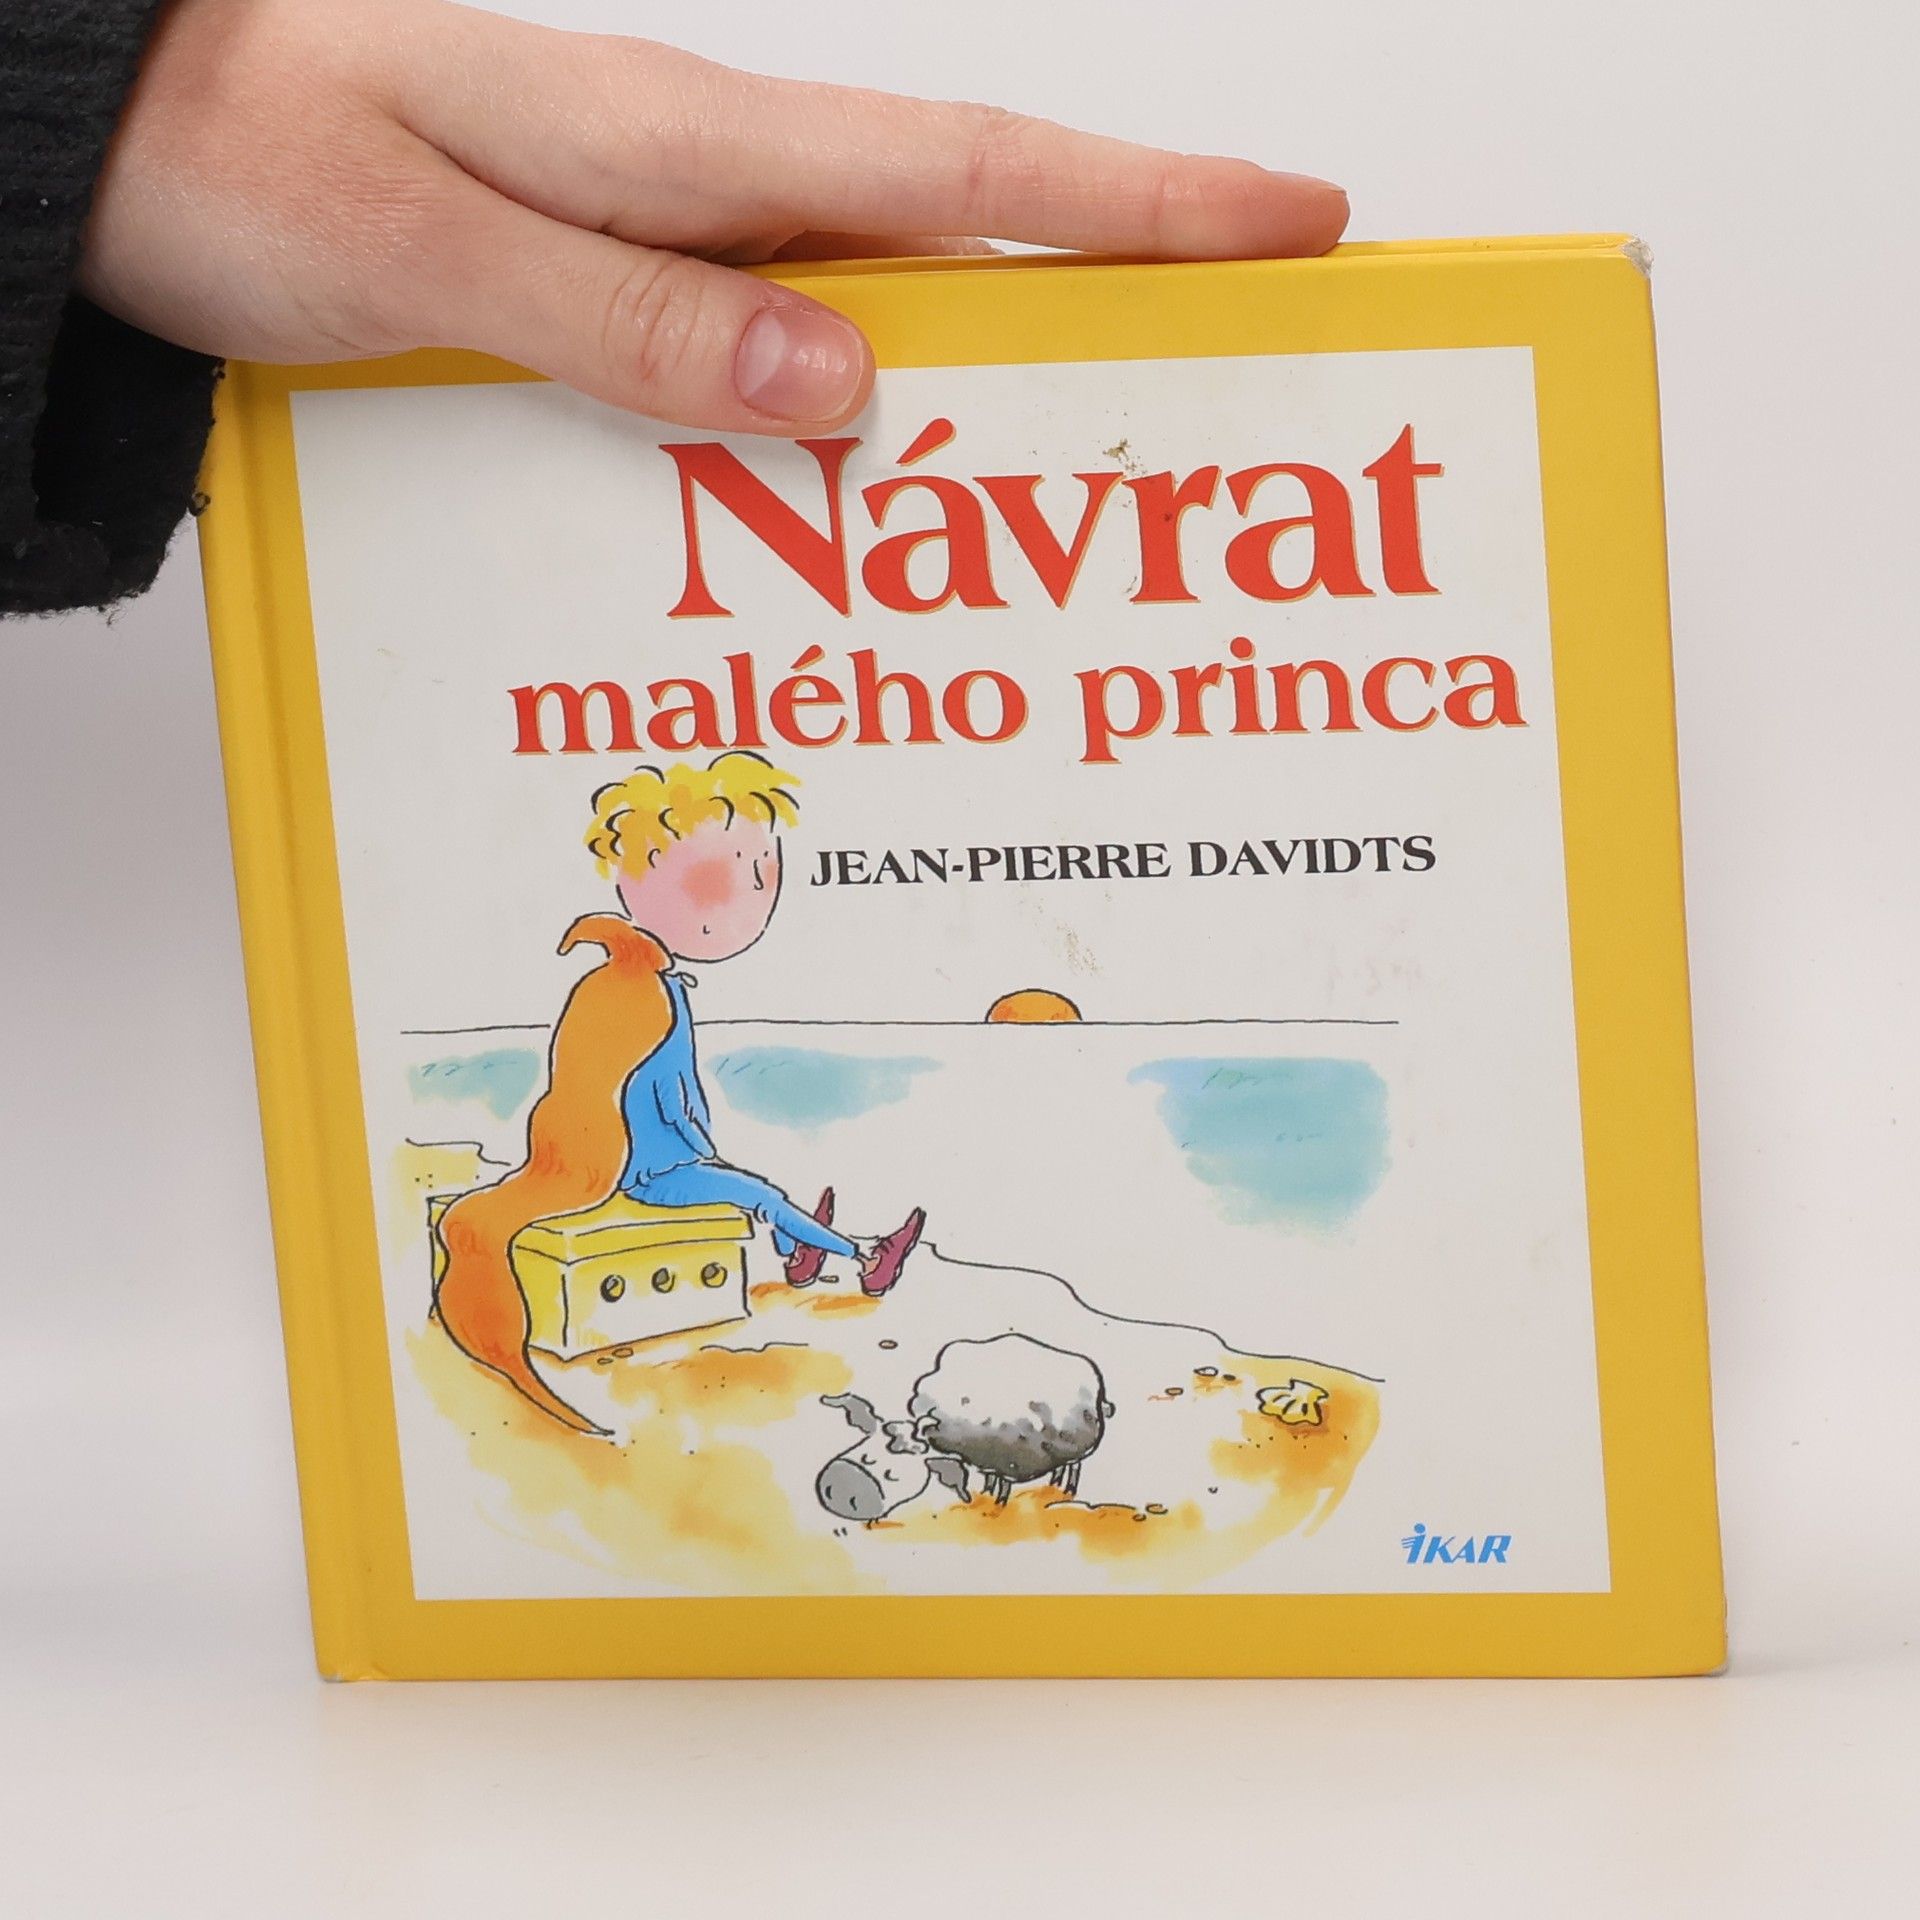 Návrat
malého princa
JEAN-PIERRE DAVIDTS
IKAR